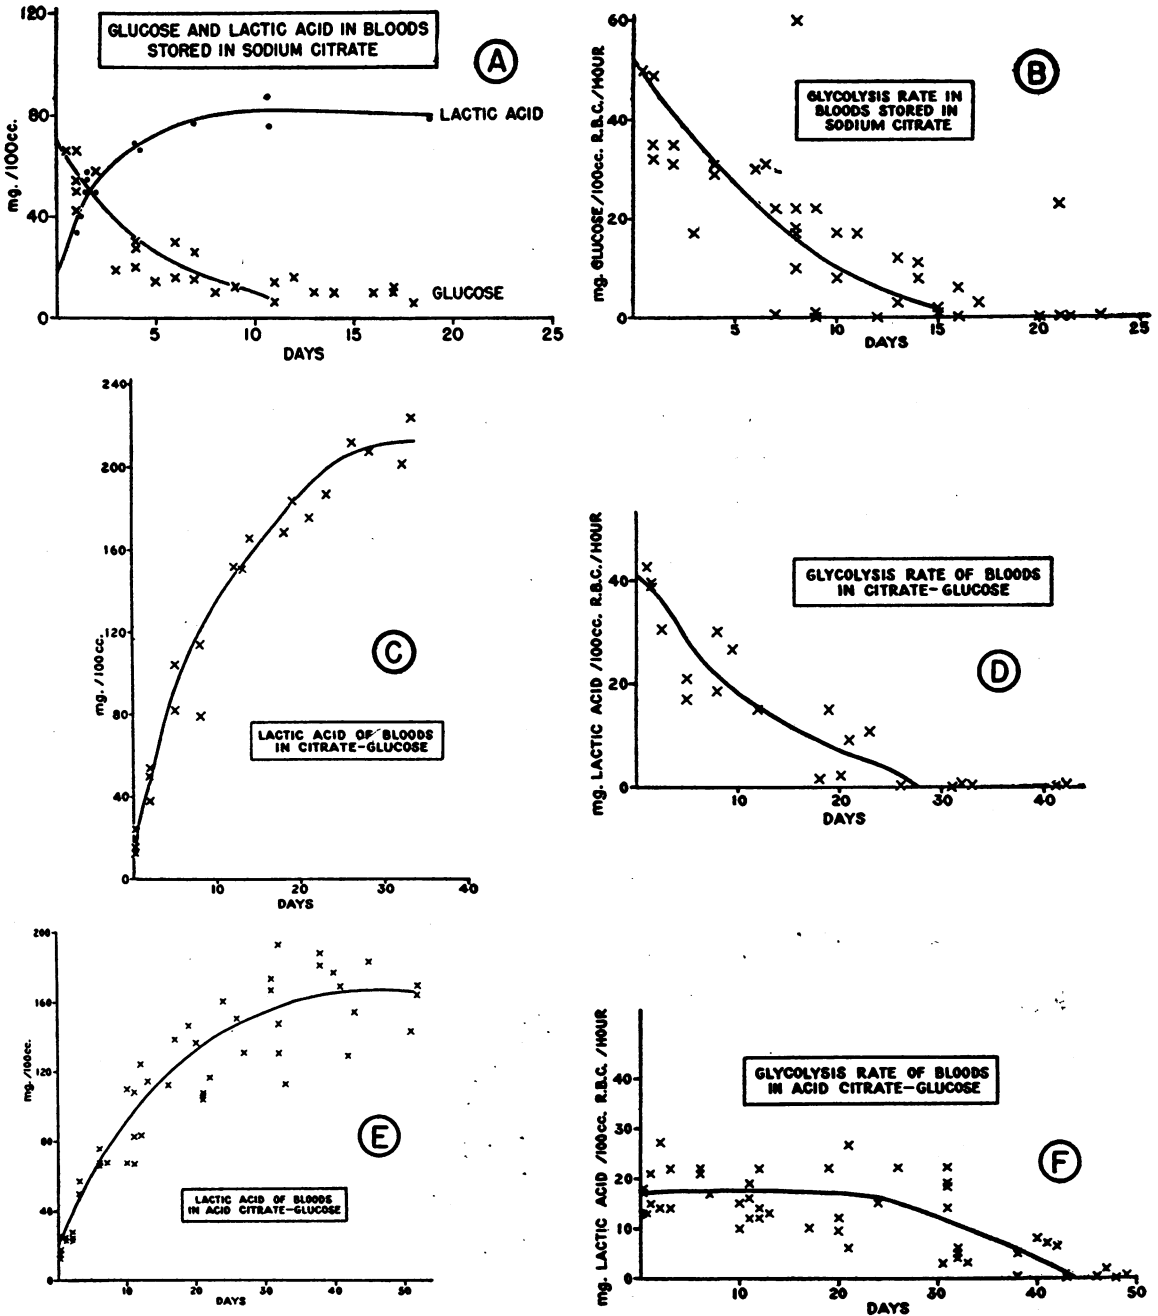 GLUCOSE AND LACTIC ACID IN BLOODS
STORED IN SODIUM CITRATE
A
120
80
40
0
mg. /100cc.
LACTIC ACID
GLUCOSE
5
10
15
20
25
DAYS
B
GLYCOLYSIS RATE IN
BLOODS STORED IN
SODIUM CITRATE
60
40
20
0
mg. GLUCOSE/100cc. R.B.C./HOUR
5
10
15
20
25
DAYS
240
200
160
120
80
40
0
mg. /100cc.
C
LACTIC ACID OF BLOODS
IN CITRATE-GLUCOSE
10
20
30
40
DAYS
40
20
0
mg. LACTIC ACID /100cc. R.B.C./HOUR
GLYCOLYSIS RATE OF BLOODS
IN CITRATE-GLUCOSE
D
10
20
30
40
DAYS
200
160
120
80
40
0
mg. /100cc.
E
LACTIC ACID OF BLOODS
IN ACID CITRATE-GLUCOSE
10
20
30
40
50
DAYS
40
30
20
10
0
mg. LACTIC ACID /100cc. R.B.C. /HOUR
GLYCOLYSIS RATE OF BLOODS
IN ACID CITRATE-GLUCOSE
F
10
20
30
40
50
DAYS